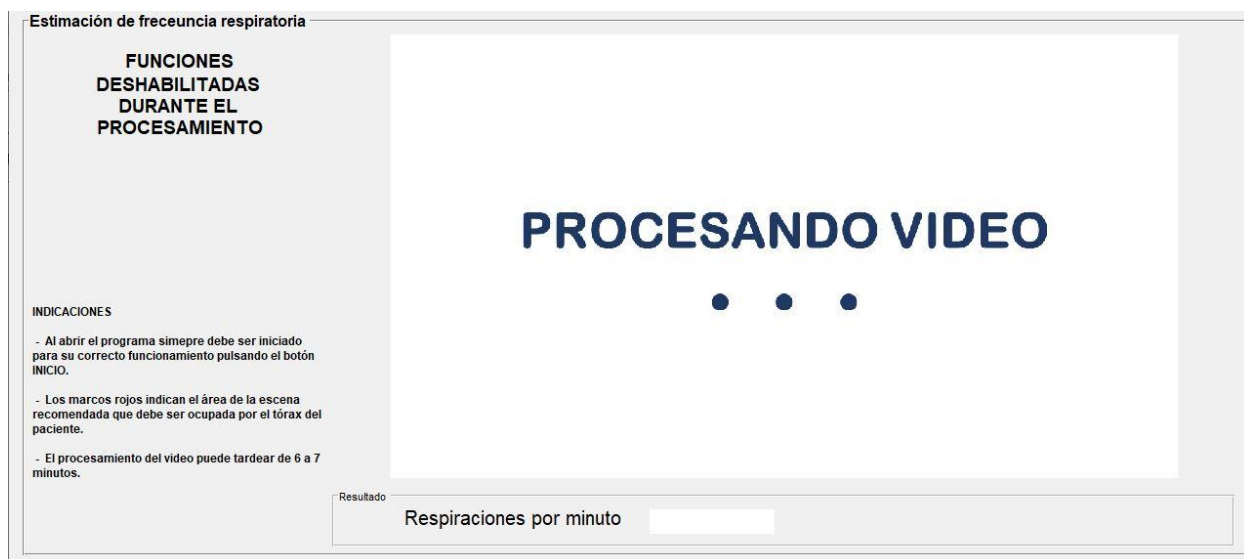 Estimación de freceuncia respiratoria
FUNCIONES
DESHABILITADAS
DURANTE EL
PROCESAMIENTO
PROCESANDO VIDEO
INDICACIONES
- Al abrir el programa simepre debe ser iniciado
para su correcto funcionamiento pulsando el botón
INICIO.
- Los marcos rojos indican el área de la escena
recomendada que debe ser ocupada por el tórax del
paciente.
- El procesamiento del video puede tardear de 6 a 7
minutos.
Resultado
Respiraciones por minuto